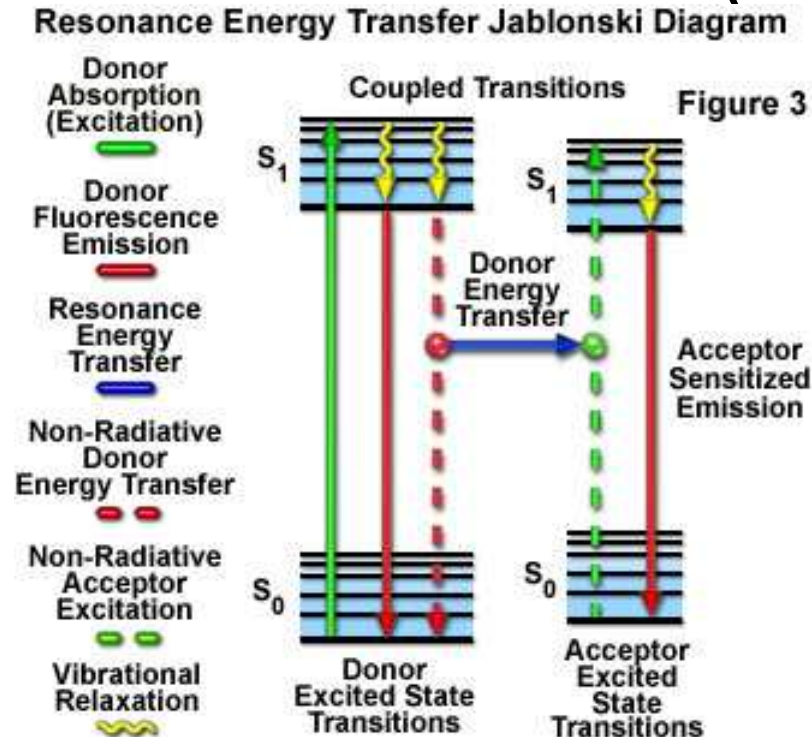 Resonance Energy Transfer Jablonski Diagram
Donor
Absorption
(Excitation)
Donor
Fluorescence
Emission
Resonance
Energy
Transfer
Non-Radiative
Donor
Energy Transfer
Non-Radiative
Acceptor
Excitation
Vibrational
Relaxation
Coupled Transitions
Figure 3
S1
S1
Donor
Energy
Transfer
Acceptor
Sensitized
Emission
S0
S0
Donor
Excited State
Transitions
Acceptor
Excited
State
Transitions